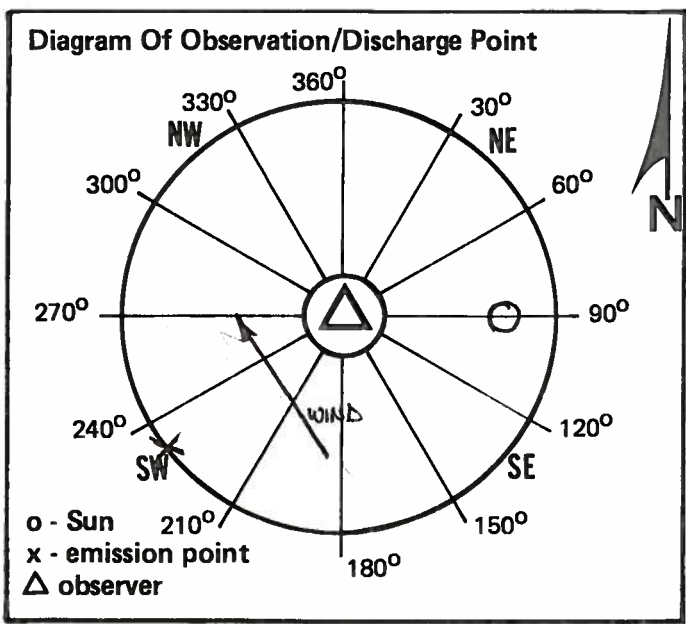 Diagram Of Observation/Discharge Point
360°
330°
30°
NW
NE
300°
60°
N
270°
90°
WIND
240°
120°
SW
SE
o - Sun
210°
150°
x - emission point
180°
△ observer